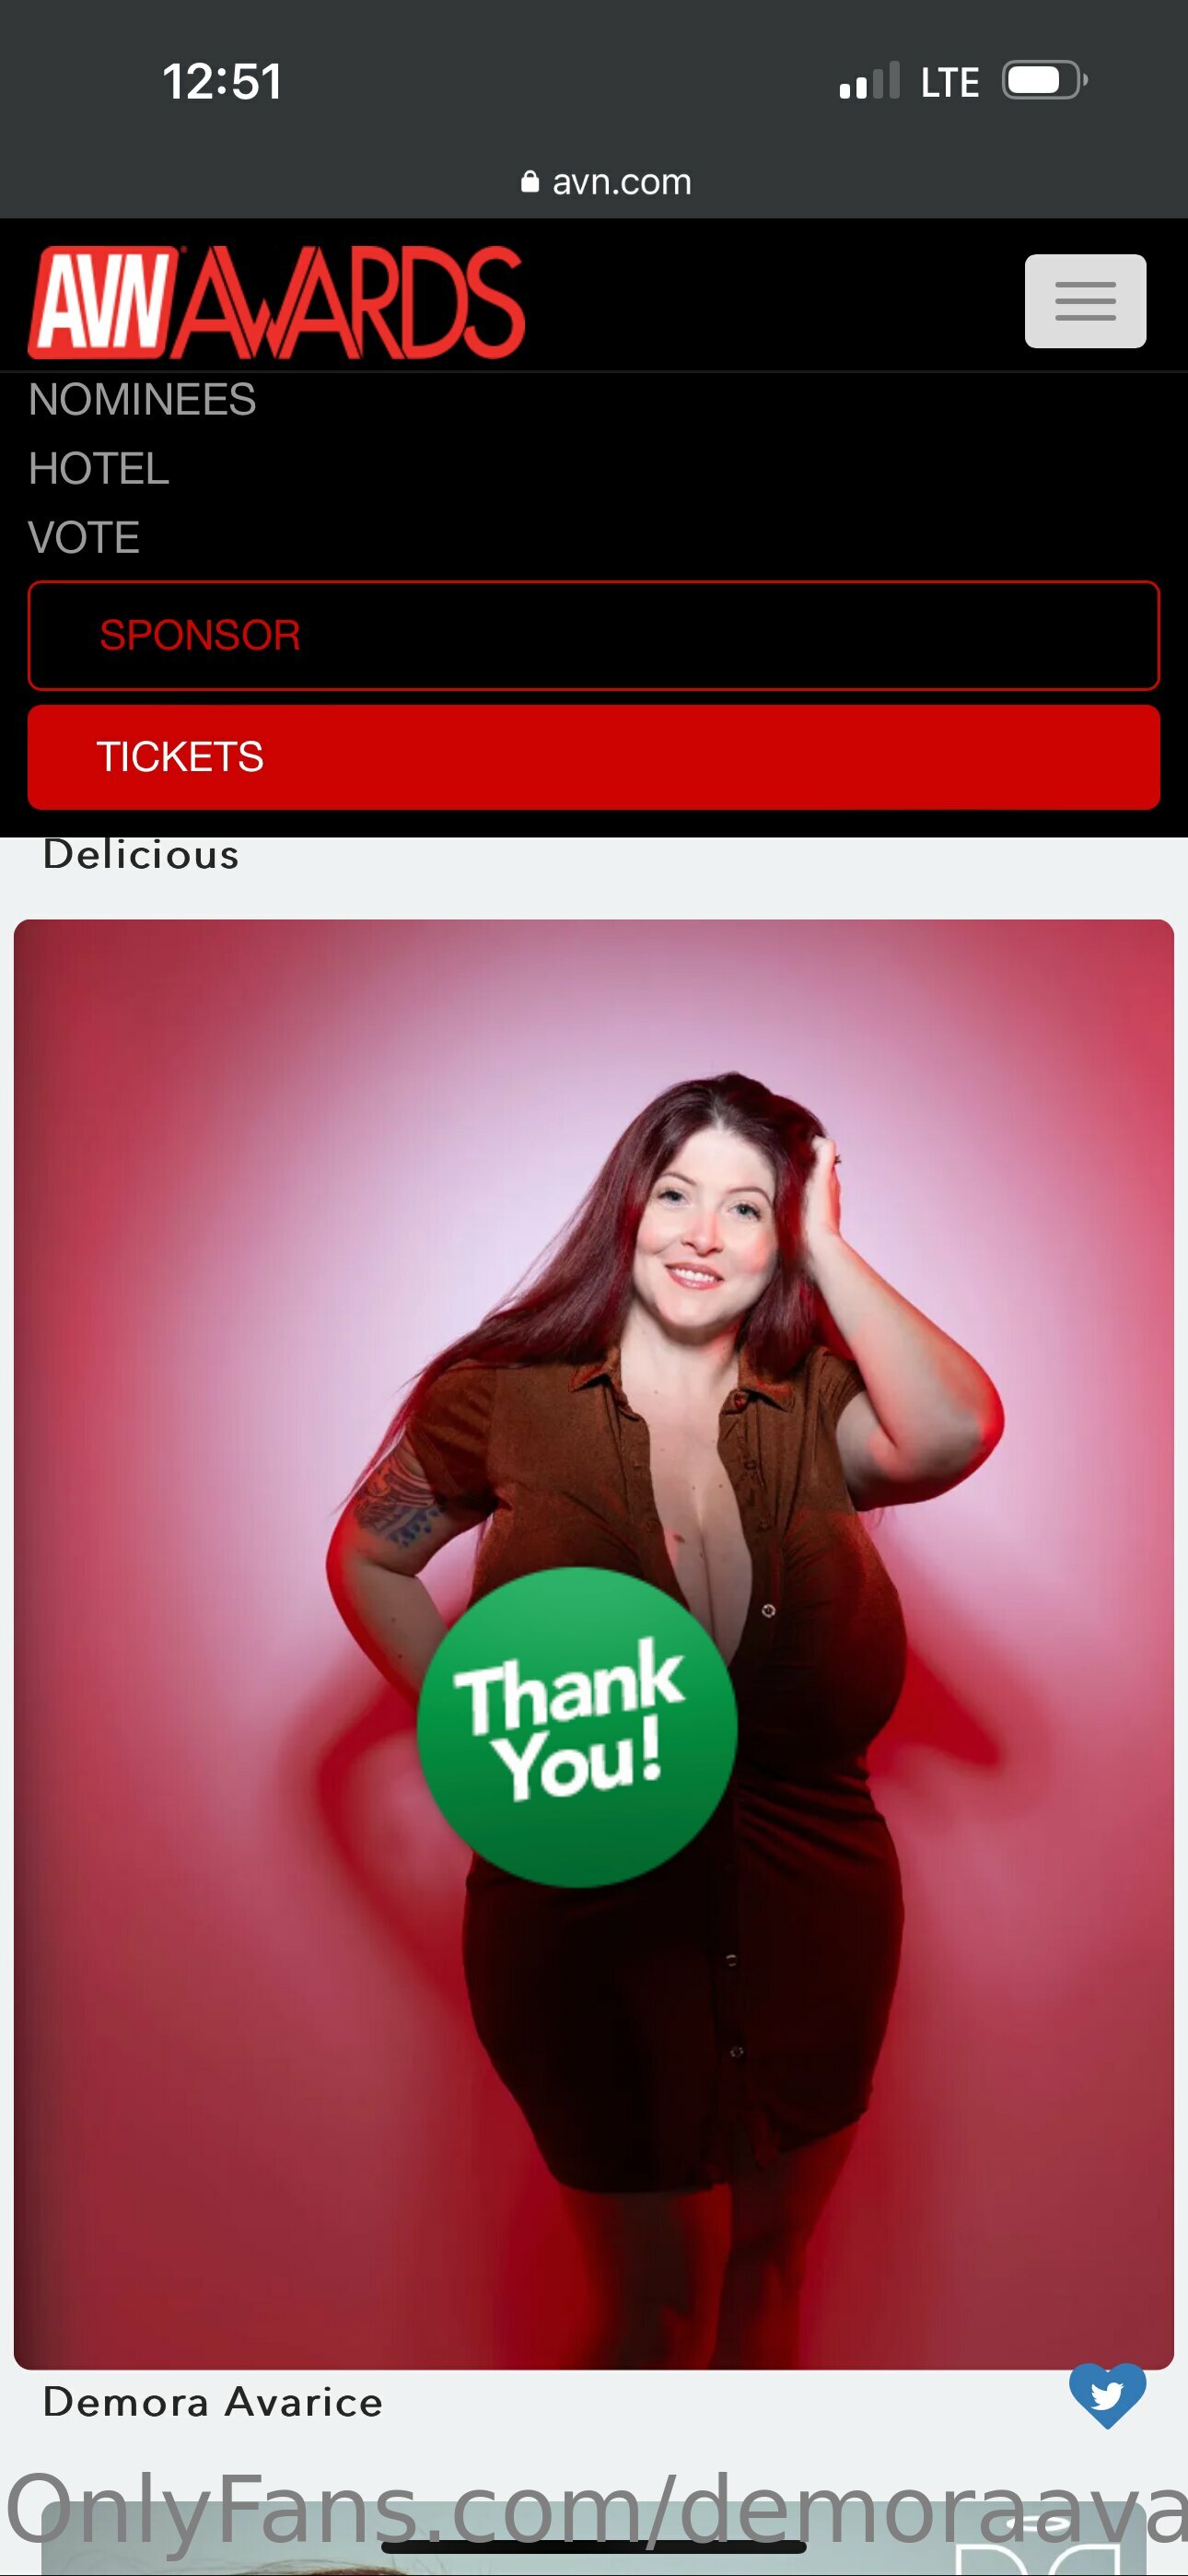 12:51
LTE
avn.com
AVN AWARDS
NOMINEES
HOTEL
VOTE
SPONSOR
TICKETS
Delicious
Thank
You!
Demora Avarice
OnlyFans.com/demoraava